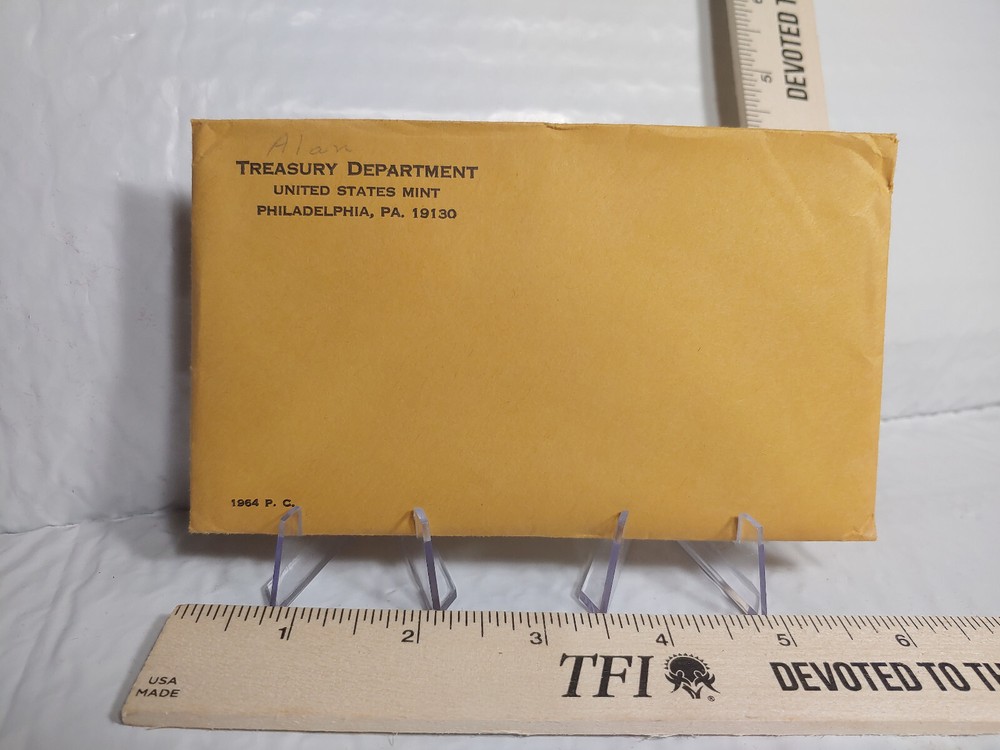 Alan
TREASURY DEPARTMENT
UNITED STATES MINT
PHILADELPHIA, PA. 19130
1964 P. C.
6
5
DEVOTED T
1 2 3 4 5 6
USA
MADE
TFI ® DEVOTED TO TH